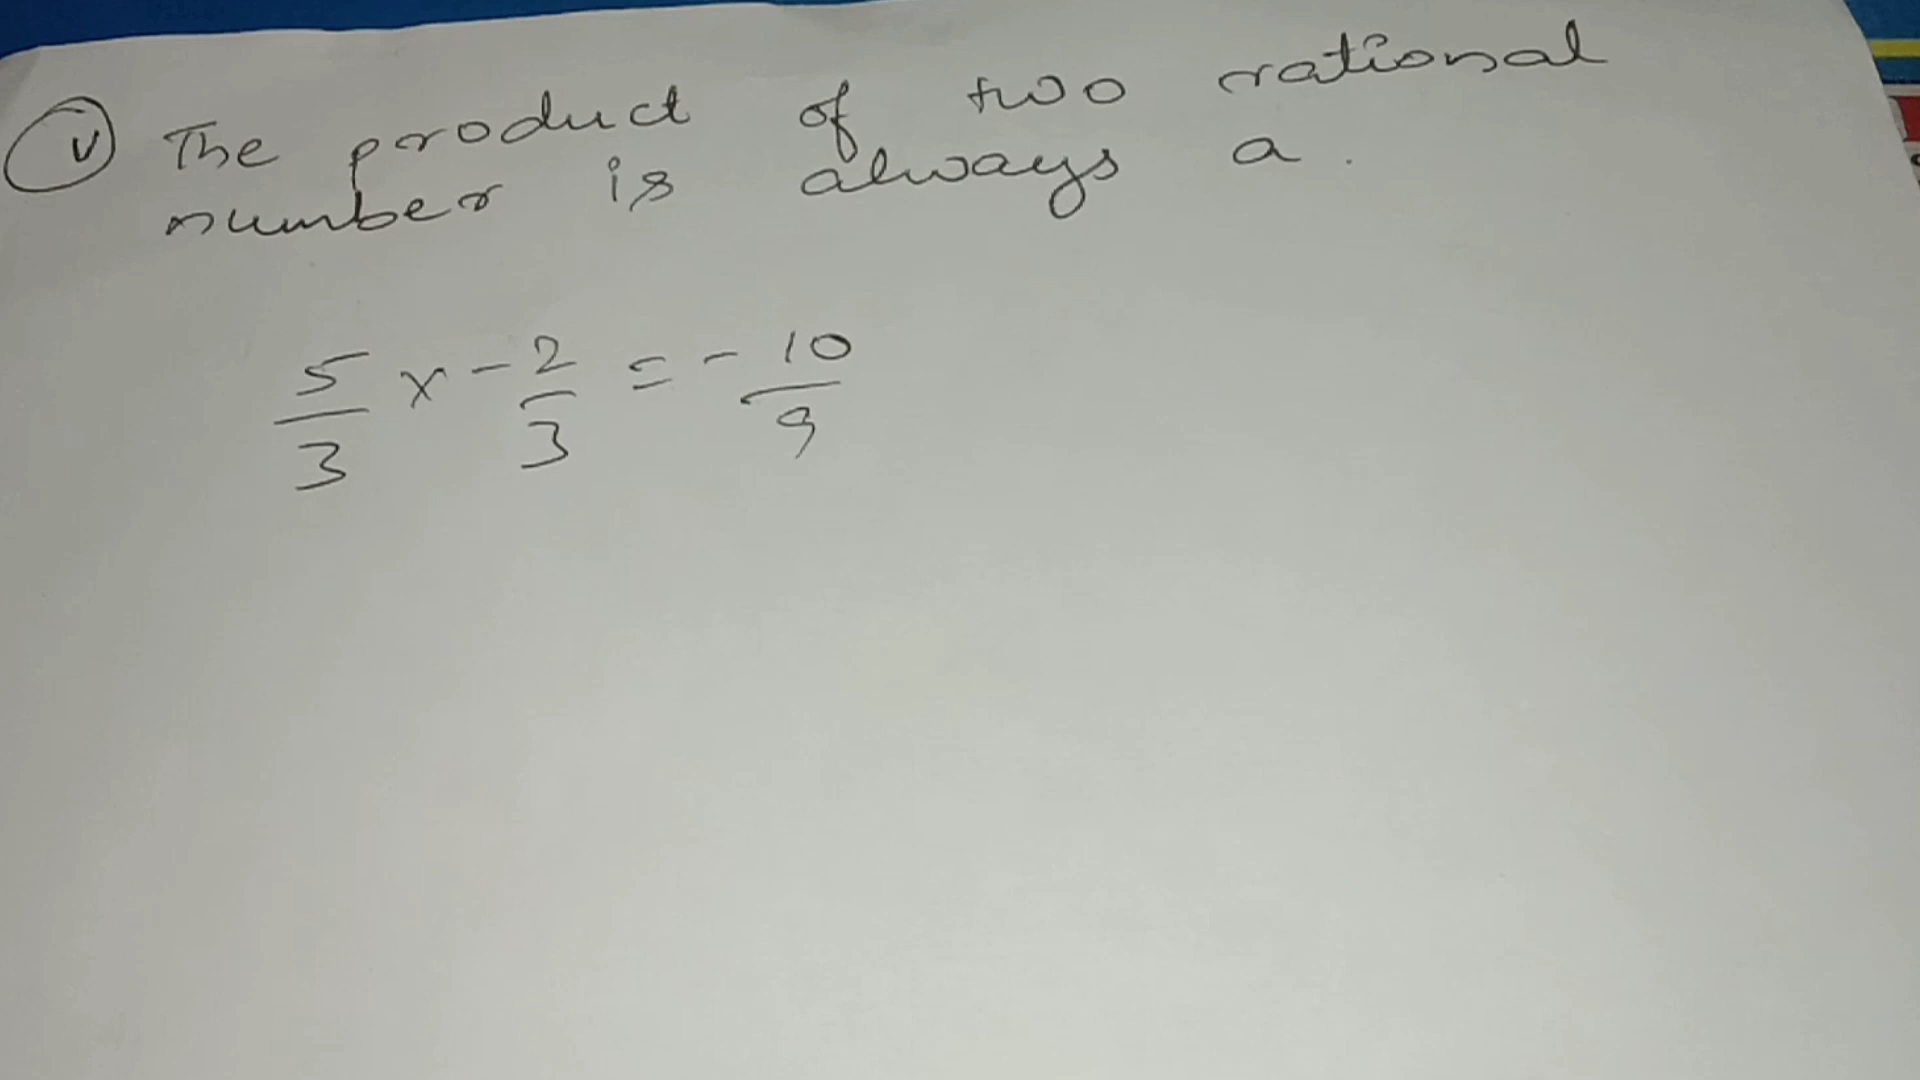 (v) The product of two rational
number is always a.
5/3 x -2/3 = -10/9